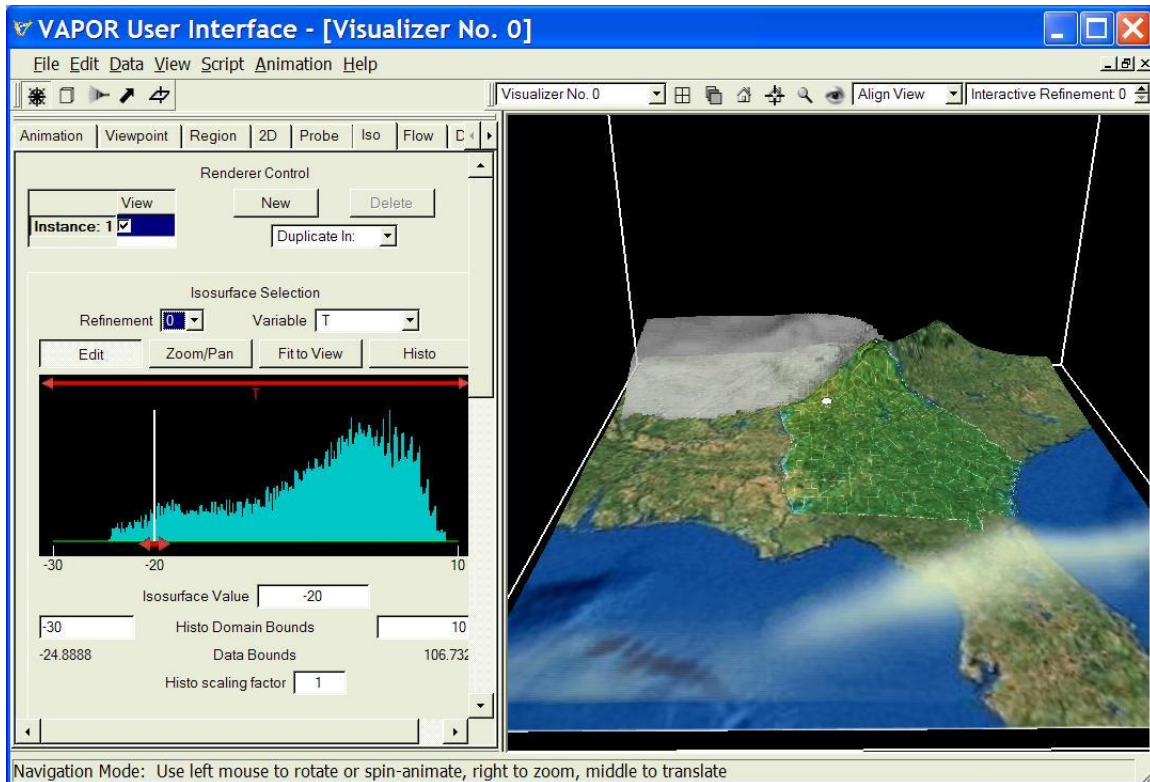 VAPOR User Interface - [Visualizer No. 0]
File Edit Data View Script Animation Help
Visualizer No. 0 Align View Interactive Refinement 0
Animation Viewpoint Region 2D Probe Iso Flow
Renderer Control
View New Delete
Instance: 1
Duplicate In:
Isosurface Selection
Refinement 0 Variable T
Edit Zoom/Pan Fit to View Histo
T
-30 -20 10
Isosurface Value -20
-30 Histo Domain Bounds 10
-24.8888 Data Bounds 106.732
Histo scaling factor 1
Navigation Mode: Use left mouse to rotate or spin-animate, right to zoom, middle to translate